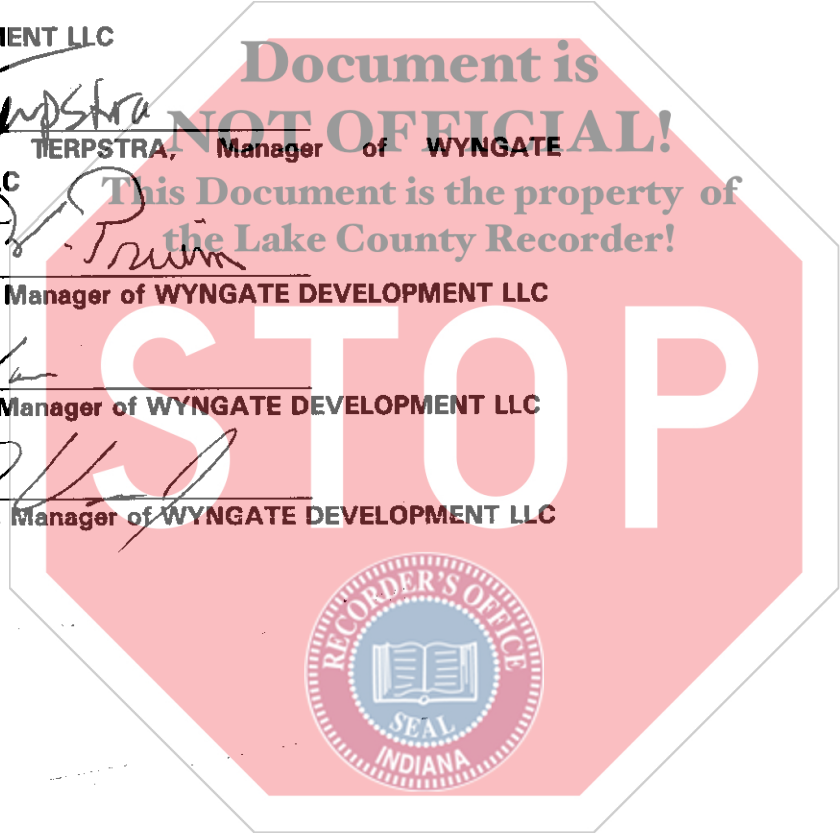 ENT LLC
Document is
NOT OFFICIAL!
TERPSTRA, Manager of WYNGATE
LC
This Document is the property of
the Lake County Recorder!
Manager of WYNGATE DEVELOPMENT LLC
Manager of WYNGATE DEVELOPMENT LLC
Manager of WYNGATE DEVELOPMENT LLC
STOP
RECORDER'S OFFICE
SEAL
INDIANA